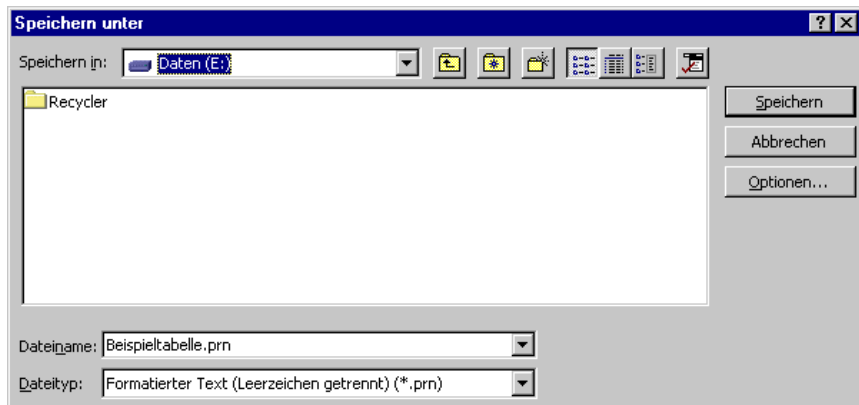 Speichern unter
Speichern in: Daten (E:)
Recycler
Speichern
Abbrechen
Optionen...
Dateiname: Beispieltabelle.prn
Dateityp: Formatierter Text (Leerzeichen getrennt) (*.prn)